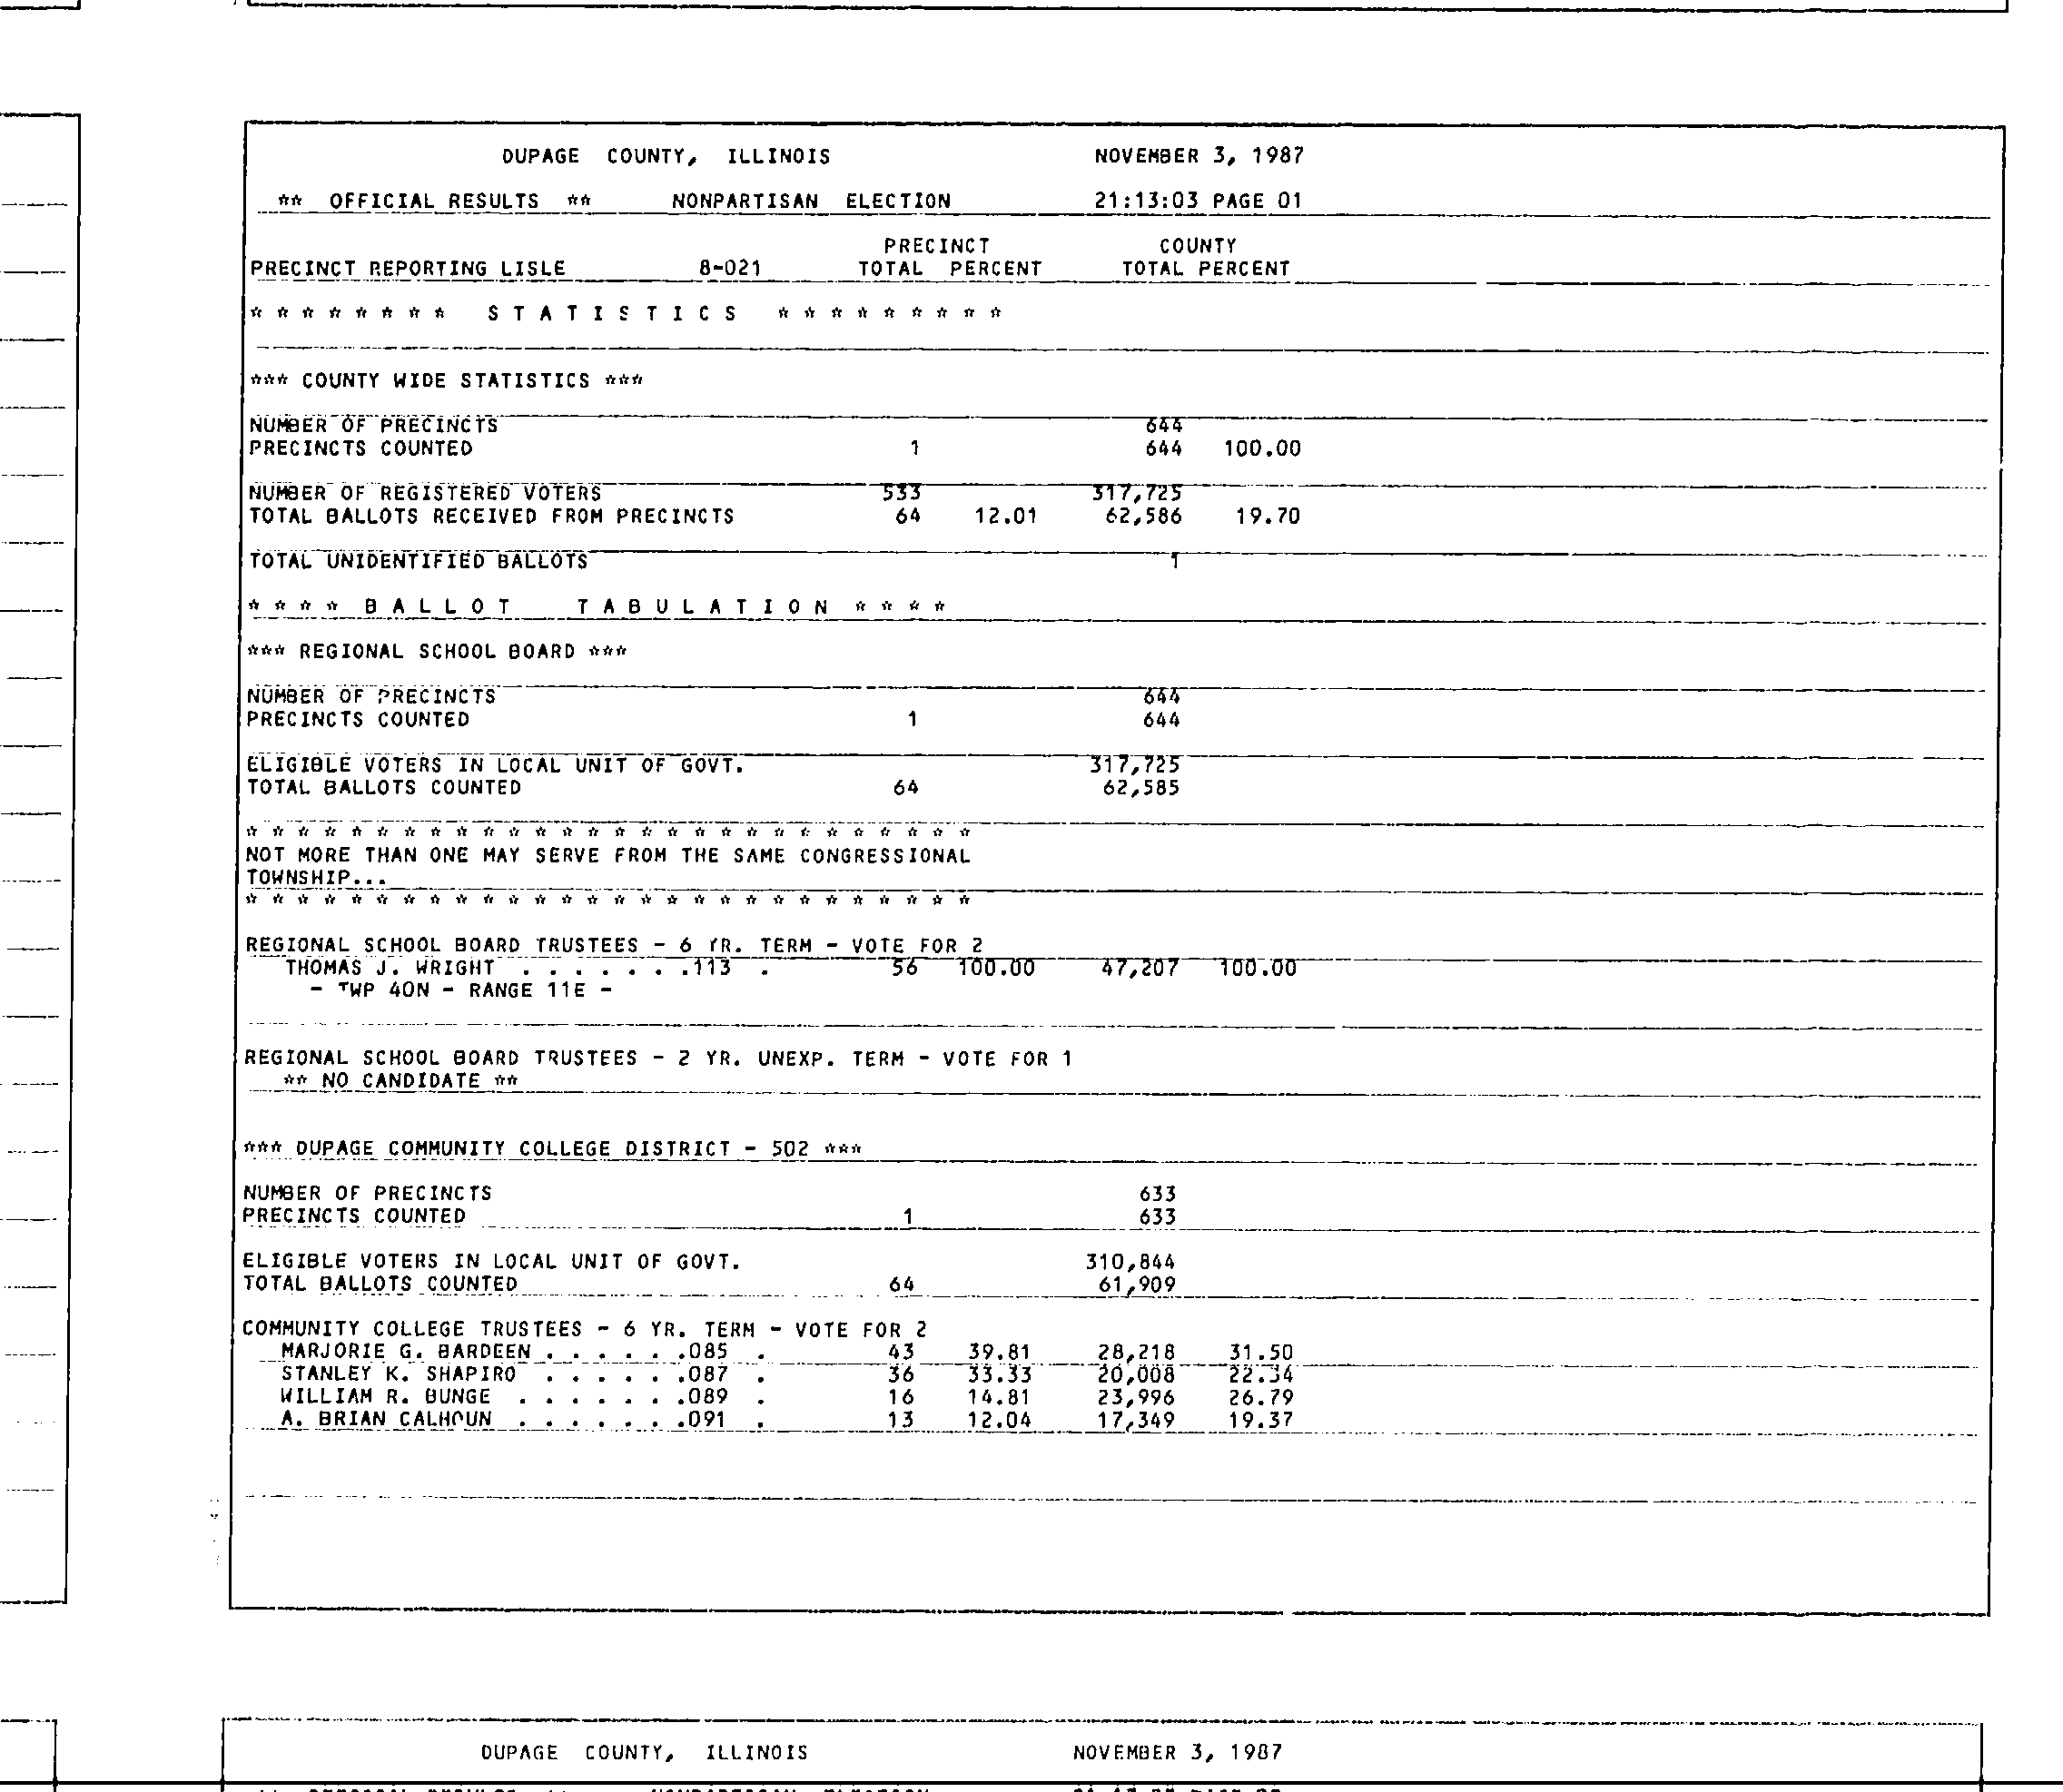 DUPAGE COUNTY, ILLINOIS NOVEMBER 3, 1987
** OFFICIAL RESULTS ** NONPARTISAN ELECTION 21:13:03 PAGE 01
PRECINCT COUNTY
PRECINCT REPORTING LISLE 8-021 TOTAL PERCENT TOTAL PERCENT
* * * * * * * * S T A T I S T I C S * * * * * * * * *
*** COUNTY WIDE STATISTICS ***
NUMBER OF PRECINCTS 644
PRECINCTS COUNTED 1 644 100.00
NUMBER OF REGISTERED VOTERS 533 317,725
TOTAL BALLOTS RECEIVED FROM PRECINCTS 64 12.01 62,586 19.70
TOTAL UNIDENTIFIED BALLOTS 1
* * * * B A L L O T T A B U L A T I O N * * * *
*** REGIONAL SCHOOL BOARD ***
NUMBER OF PRECINCTS 644
PRECINCTS COUNTED 1 644
ELIGIBLE VOTERS IN LOCAL UNIT OF GOVT. 317,725
TOTAL BALLOTS COUNTED 64 62,585
* * * * * * * * * * * * * * * * * * * * * * * * * * * *
NOT MORE THAN ONE MAY SERVE FROM THE SAME CONGRESSIONAL
TOWNSHIP...
* * * * * * * * * * * * * * * * * * * * * * * * * * * *
REGIONAL SCHOOL BOARD TRUSTEES - 6 YR. TERM - VOTE FOR 2
THOMAS J. WRIGHT . . . . . . .113 . 56 100.00 47,207 100.00
- TWP 40N - RANGE 11E -
REGIONAL SCHOOL BOARD TRUSTEES - 2 YR. UNEXP. TERM - VOTE FOR 1
** NO CANDIDATE **
*** DUPAGE COMMUNITY COLLEGE DISTRICT - 502 ***
NUMBER OF PRECINCTS 633
PRECINCTS COUNTED 1 633
ELIGIBLE VOTERS IN LOCAL UNIT OF GOVT. 310,844
TOTAL BALLOTS COUNTED 64 61,909
COMMUNITY COLLEGE TRUSTEES - 6 YR. TERM - VOTE FOR 2
MARJORIE G. BARDEEN . . . . . .085 . 43 39.81 28,218 31.50
STANLEY K. SHAPIRO . . . . . .087 . 36 33.33 20,008 22.34
WILLIAM R. BUNGE . . . . . . .089 . 16 14.81 23,996 26.79
A. BRIAN CALHOUN . . . . . . .091 . 13 12.04 17,349 19.37
DUPAGE COUNTY, ILLINOIS NOVEMBER 3, 1987